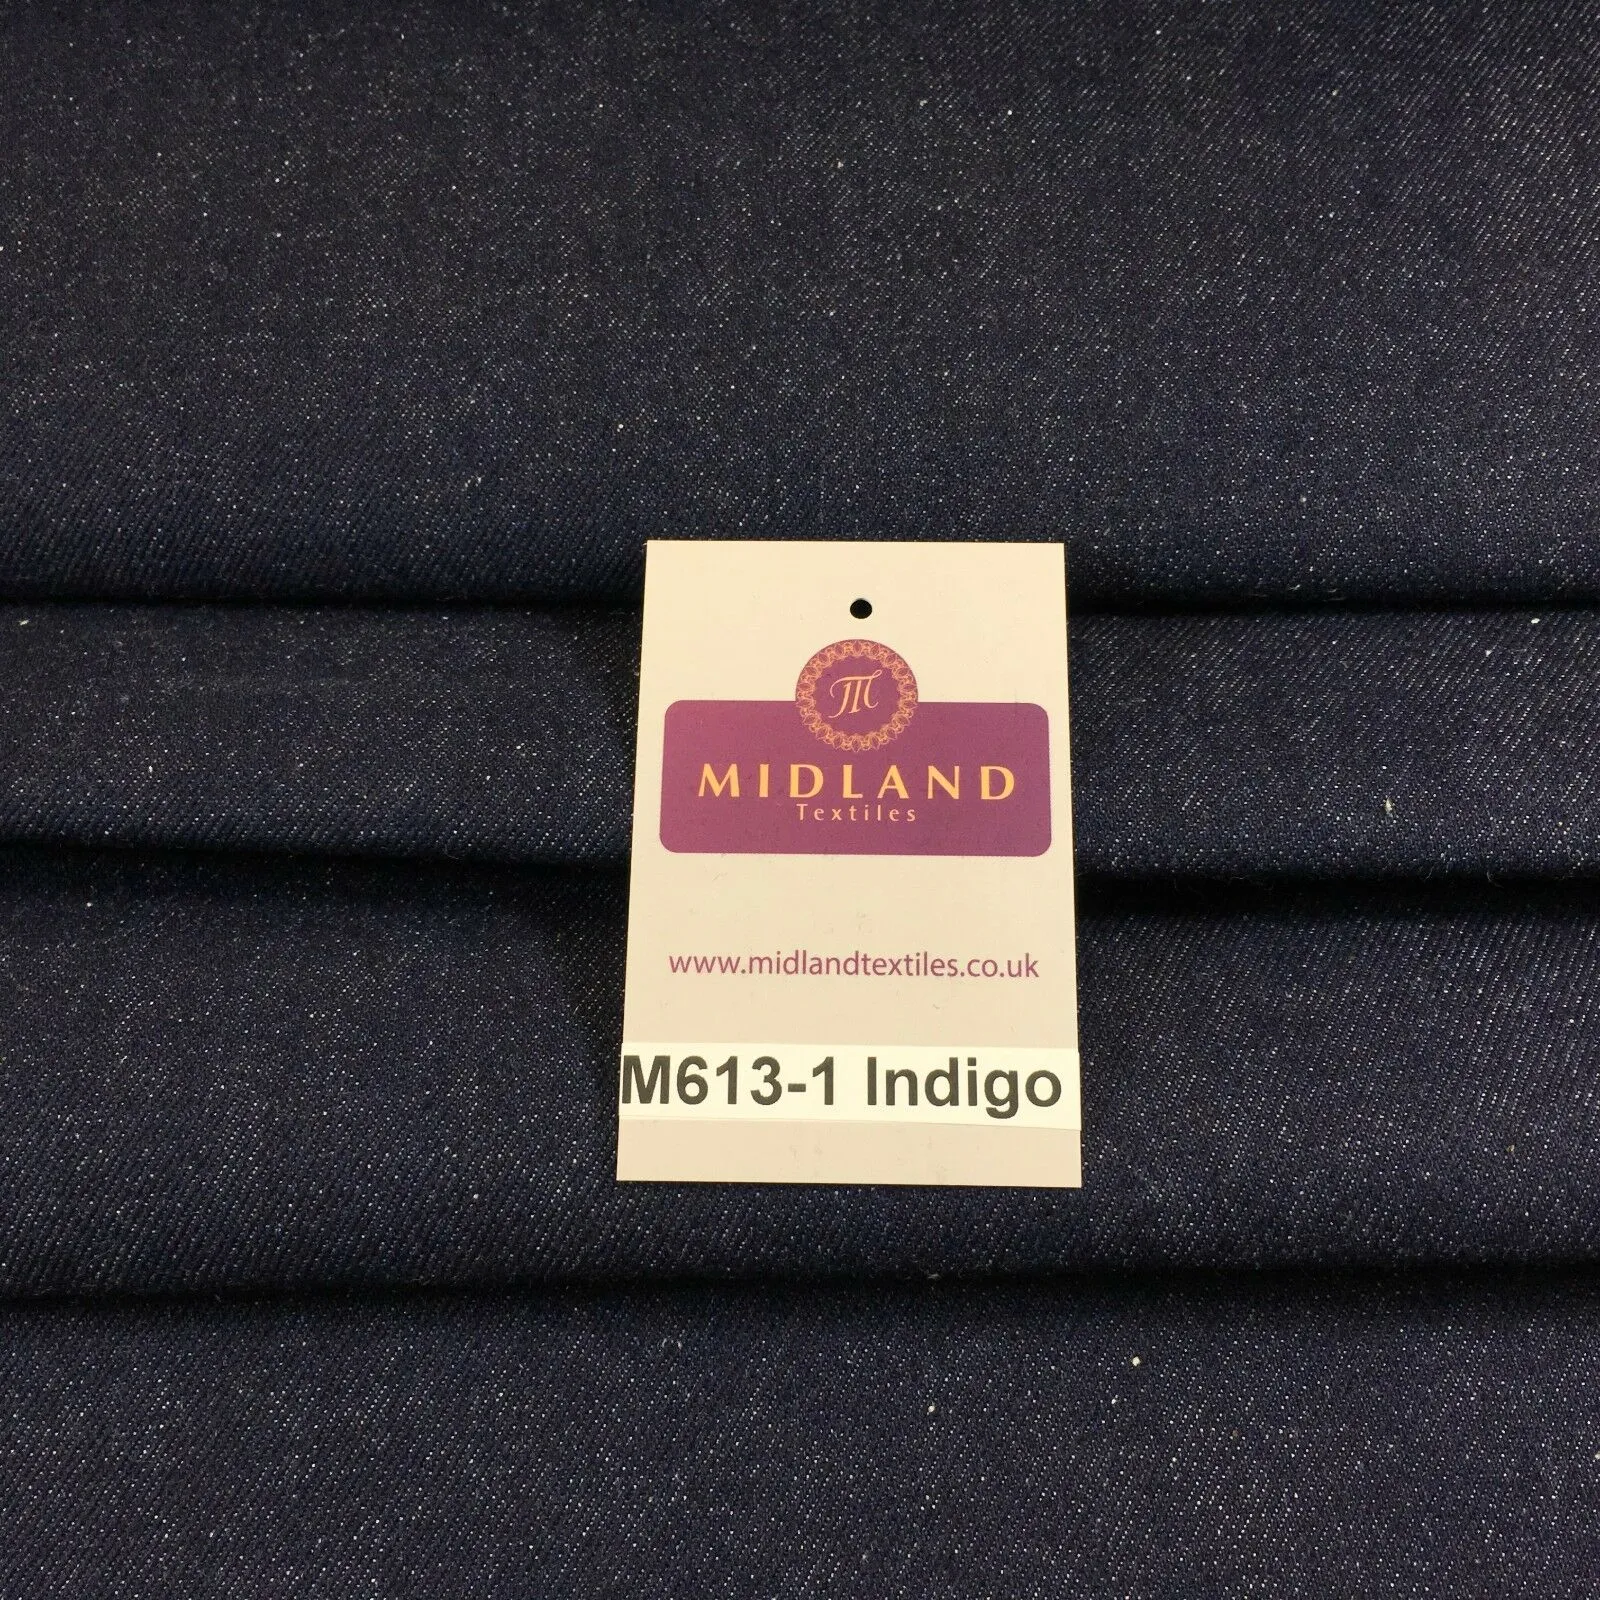 M
MIDLAND
Textiles
www.midlandtextiles.co.uk
M613-1 Indigo